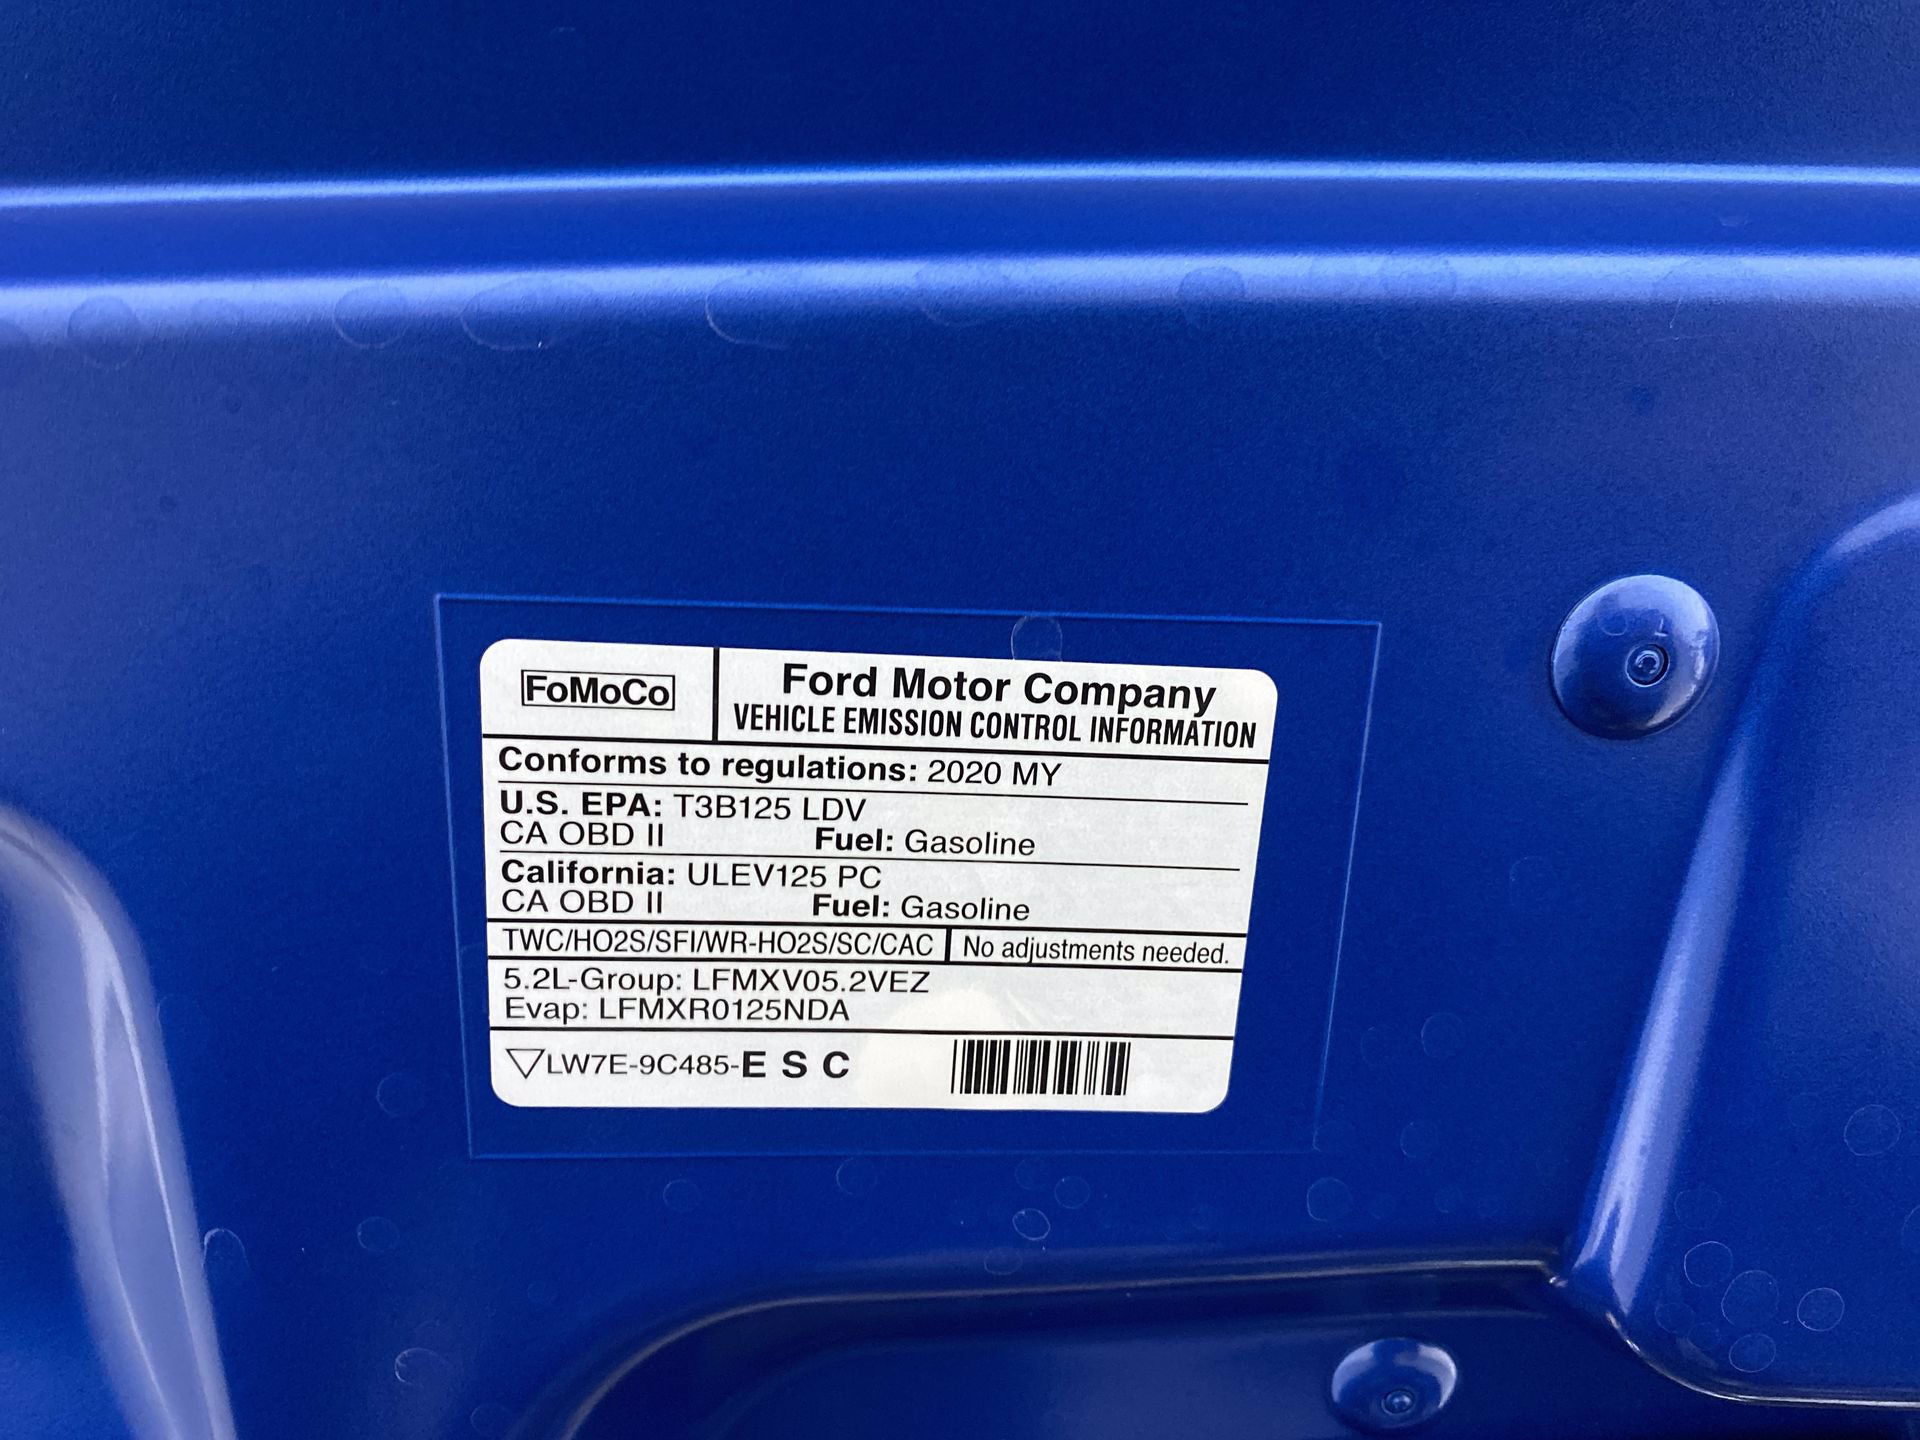 FoMoCo
Ford Motor Company
VEHICLE EMISSION CONTROL INFORMATION
Conforms to regulations: 2020 MY
U.S. EPA: T3B125 LDV
CA OBD II Fuel: Gasoline
California: ULEV125 PC
CA OBD II Fuel: Gasoline
TWC/HO2S/SFI/WR-HO2S/SC/CAC No adjustments needed.
5.2L-Group: LFMXV05.2VEZ
Evap: LFMXR0125NDA
LW7E-9C485-E S C